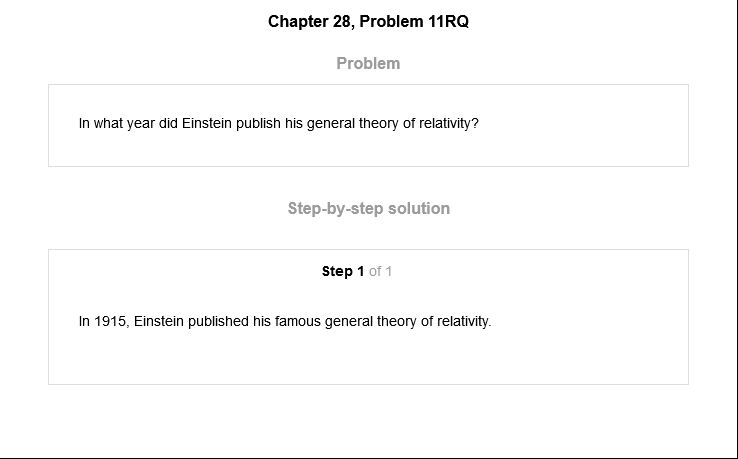 Chapter 28, Problem 11RQ
Problem
In what year did Einstein publish his general theory of relativity?
Step-by-step solution
Step 1 of 1
In 1915, Einstein published his famous general theory of relativity.